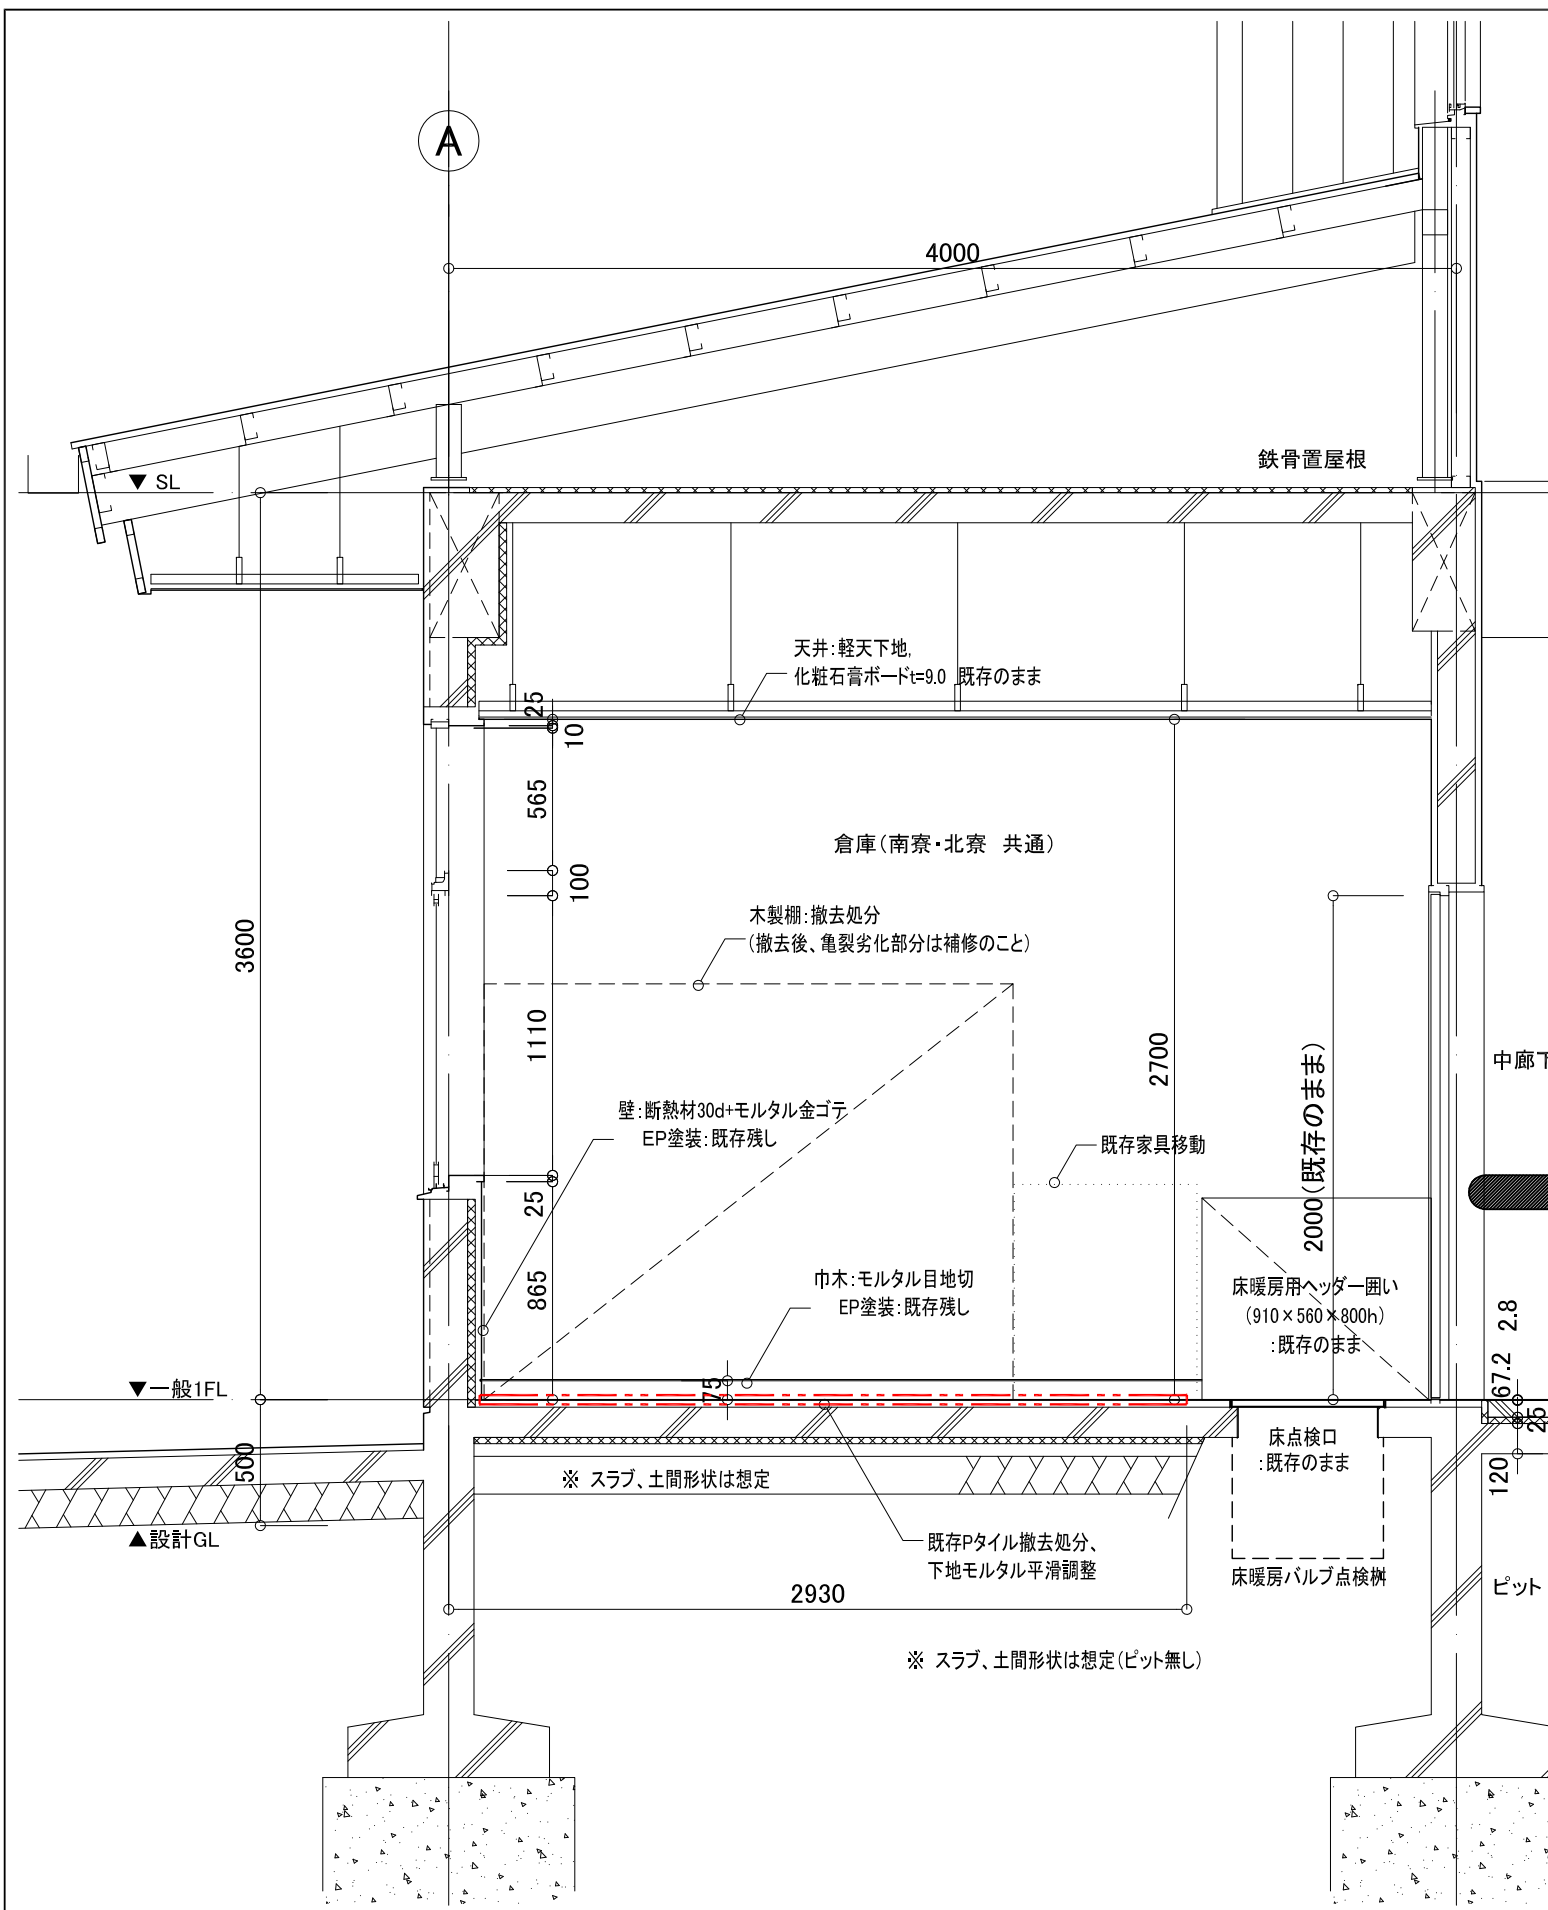 A
4000
鉄骨置屋根
▼ SL
天井:軽天下地,
化粧石膏ボードt=9.0 既存のまま
25
10
565
倉庫(南寮・北寮 共通)
100
木製棚:撤去処分
(撤去後、亀裂劣化部分は補修のこと)
3600
1110
2700
2000(既存のまま)
中廊下
壁:断熱材30d+モルタル金ゴテ
EP塗装:既存残し
既存家具移動
25
865
巾木:モルタル目地切
EP塗装:既存残し
床暖房用ヘッダー囲い
(910×560×800h)
:既存のまま
2.8
67.2
25
120
▼一般1FL
75
500
床点検口
:既存のまま
※ スラブ、土間形状は想定
▲設計GL
既存Pタイル撤去処分、
下地モルタル平滑調整
床暖房バルブ点検桝
ピット
2930
※ スラブ、土間形状は想定(ピット無し)